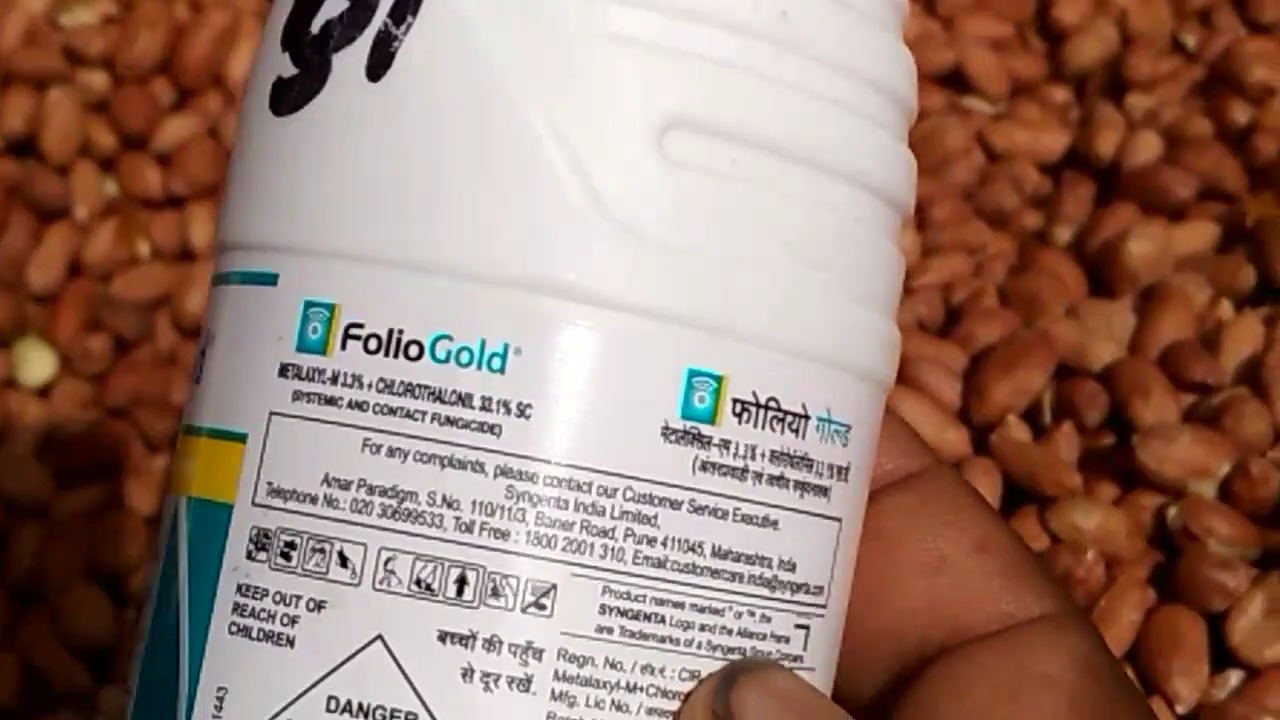 FolioGold®
METALAXYL-M 3.3% + CHLOROTHALONIL 33.1% SC
(SYSTEMIC AND CONTACT FUNGICIDE)
फोलियो गोल्ड
For any complaints, please contact our Customer Service Executive.
Syngenta India Limited,
Amar Paradigm, S.No. 110/11/3, Baner Road, Pune 411045, Maharashtra, India
Telephone No.: 020 30699533, Toll Free : 1800 2001 310, Email:customercare.india@syngenta.com
KEEP OUT OF
REACH OF
CHILDREN
बच्चों की पहुँच
से दूर रखें.
Product names marked ® or ™, the
SYNGENTA Logo and the Alliance Frame
are Trademarks of a Syngenta Group Company
Regn. No. / : CIR
Metalaxyl-M+Chloro
Mfg. Lic No. /
DANGER
1443